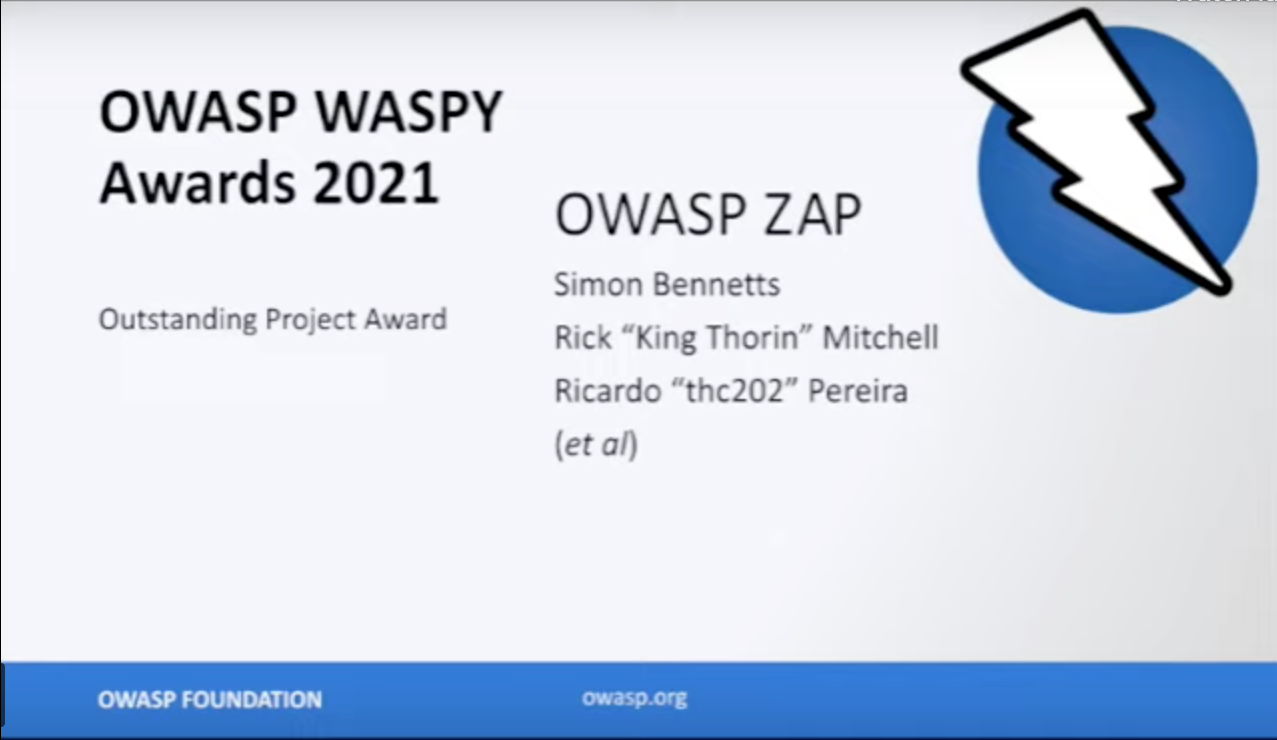 OWASP WASPY
Awards 2021
Outstanding Project Award
OWASP ZAP
Simon Bennetts
Rick “King Thorin” Mitchell
Ricardo “thc202” Pereira
(et al)
OWASP FOUNDATION
owasp.org